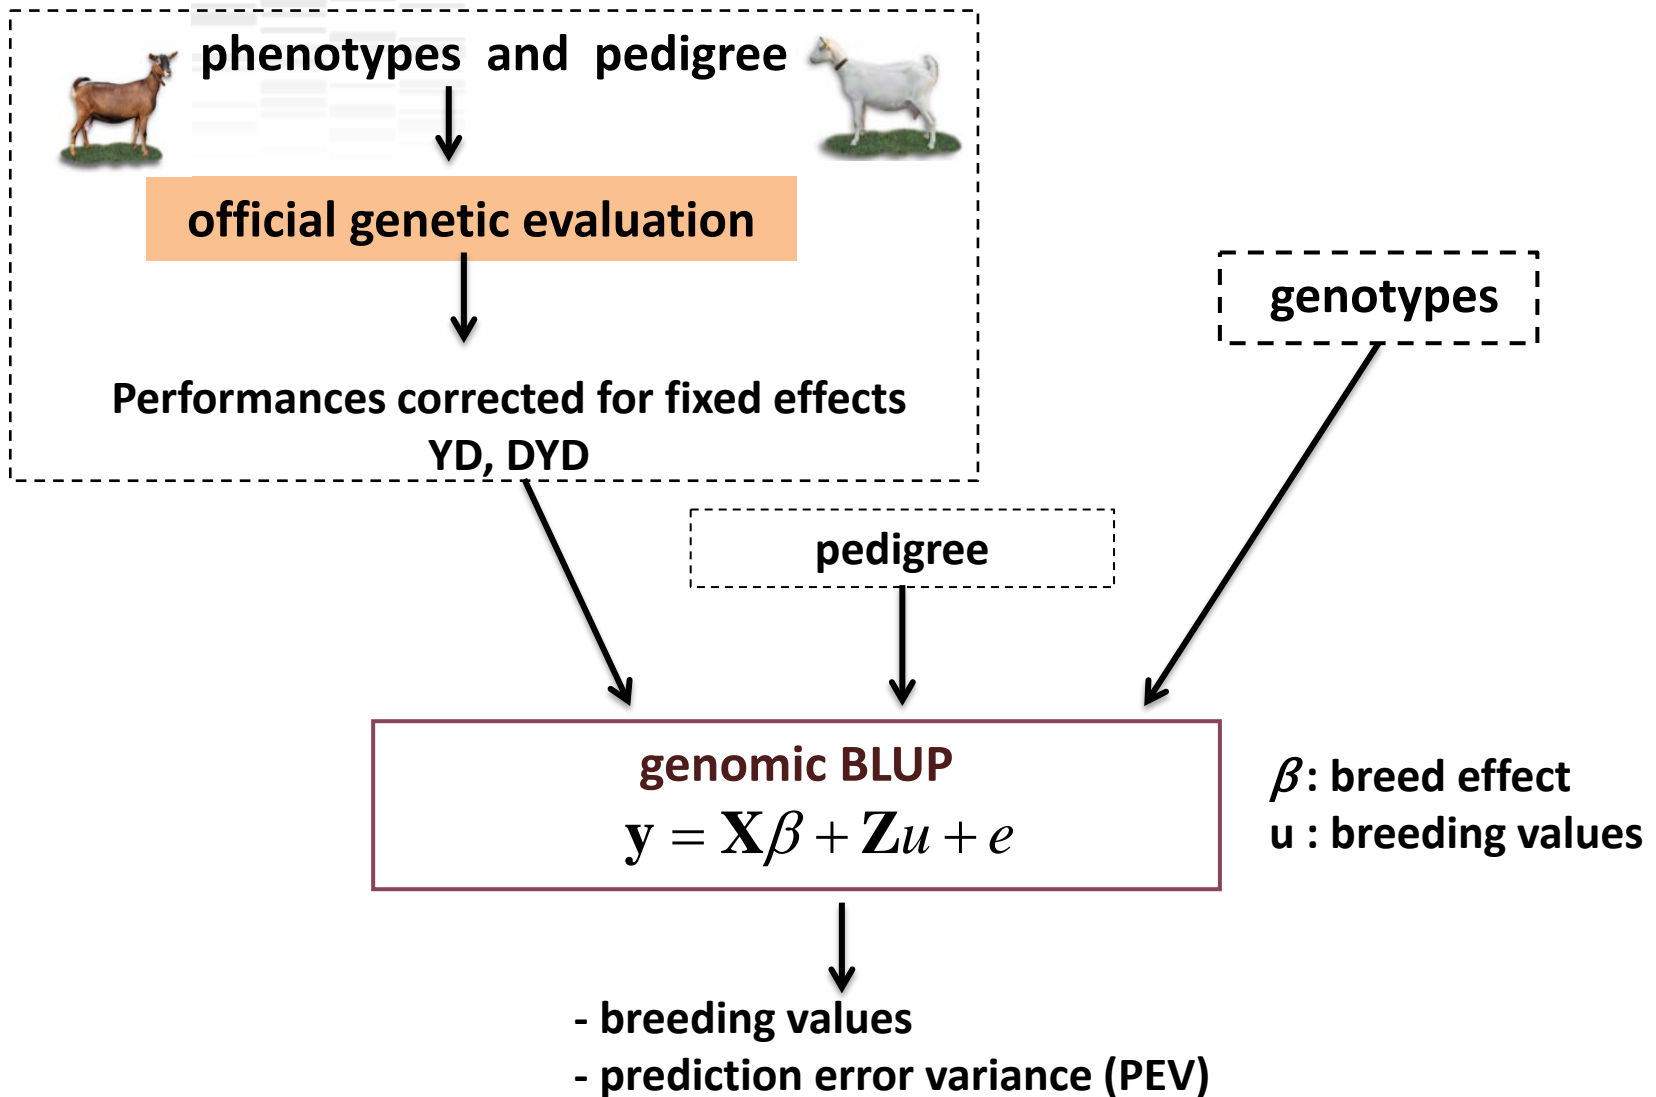 phenotypes and pedigree
official genetic evaluation
genotypes
Performances corrected for fixed effects
YD, DYD
pedigree
genomic BLUP
y = Xβ + Zu + e
β : breed effect
u : breeding values
- breeding values
- prediction error variance (PEV)